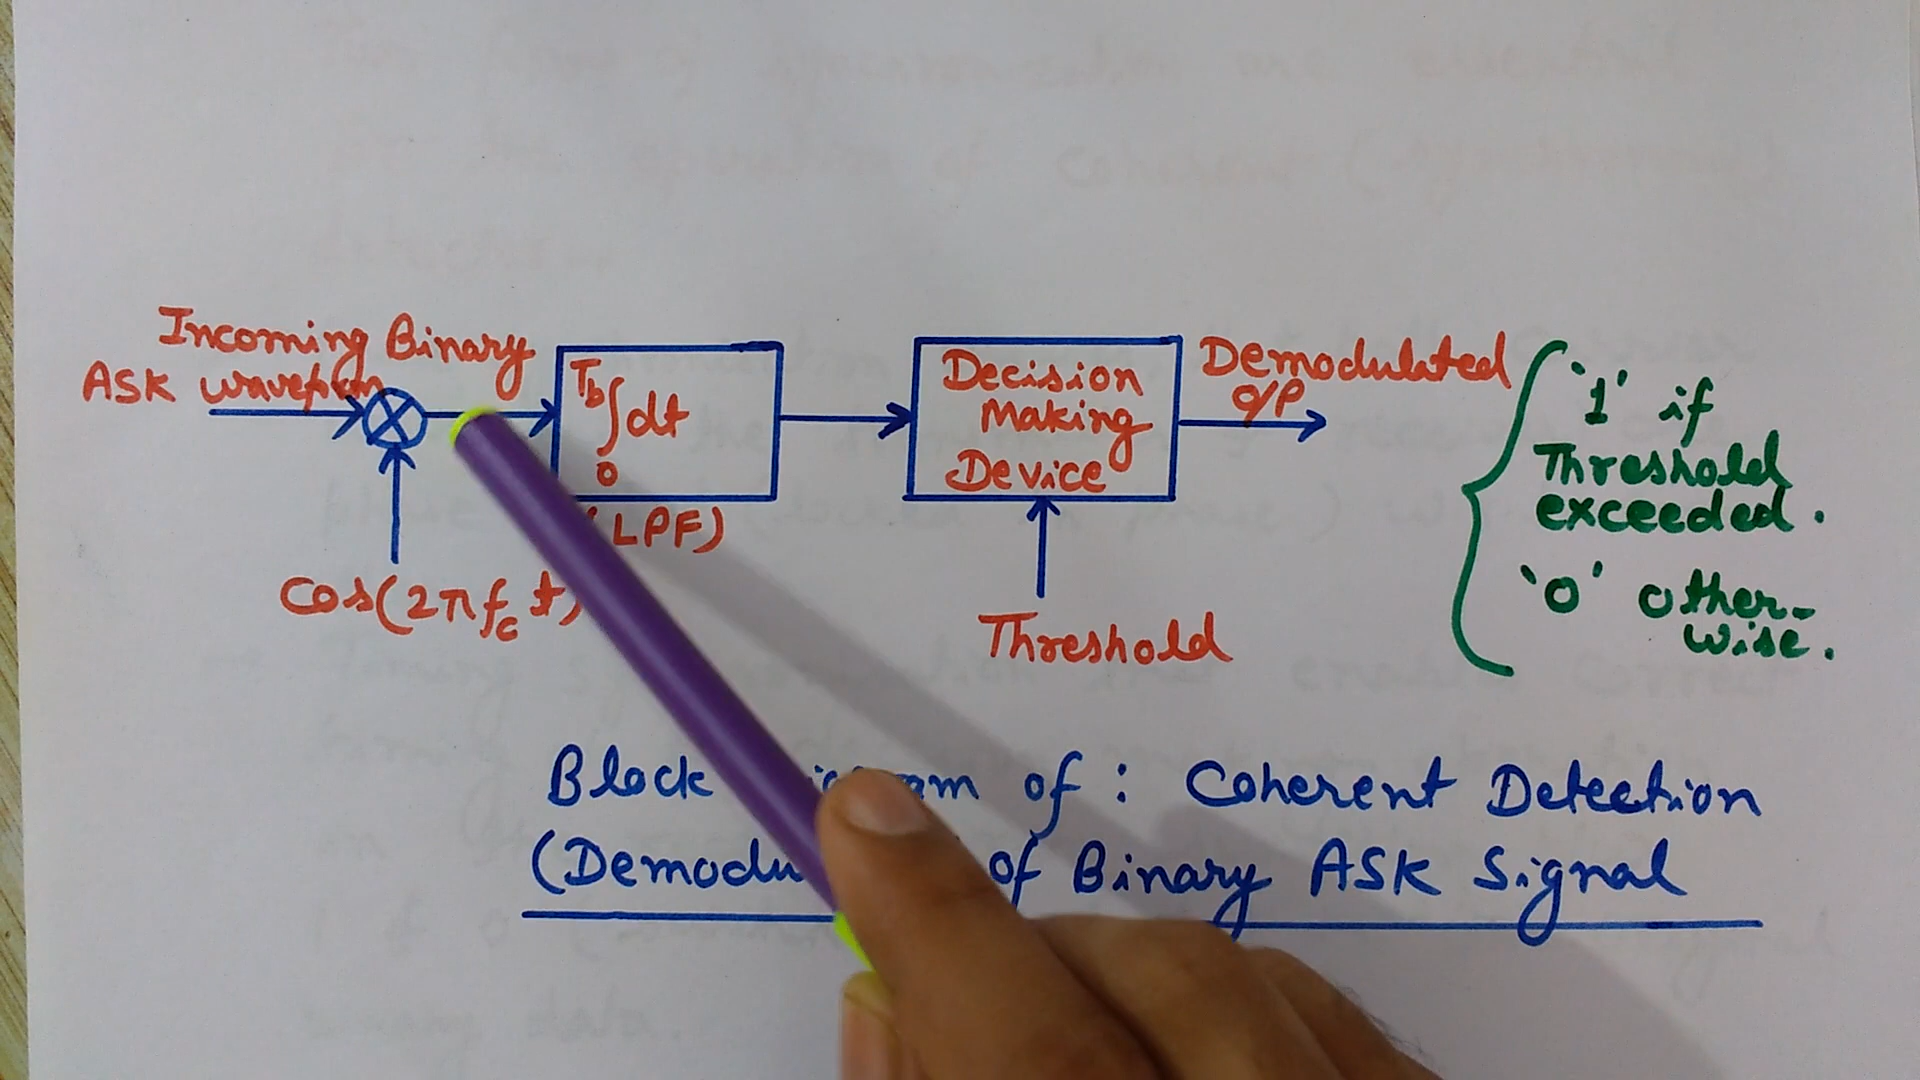 Incoming Binary
ASK waveform
Tb
∫dt
0
(LPF)
Cos(2πfct)
Decision
Making
Device
Threshold
Demodulated
O/P
'1' if
Threshold
exceeded.
'0' other-
wise.
Block of : Coherent Detection
of Binary ASK Signal